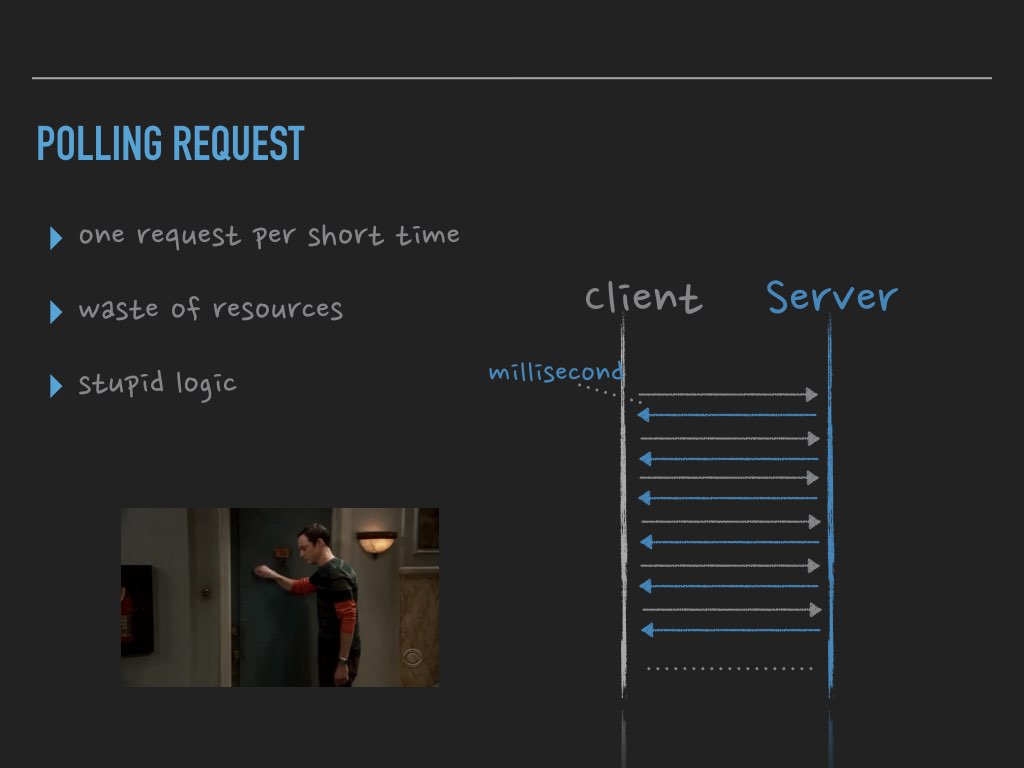 POLLING REQUEST
one request per short time
waste of resources
stupid logic
Client
Server
millisecond